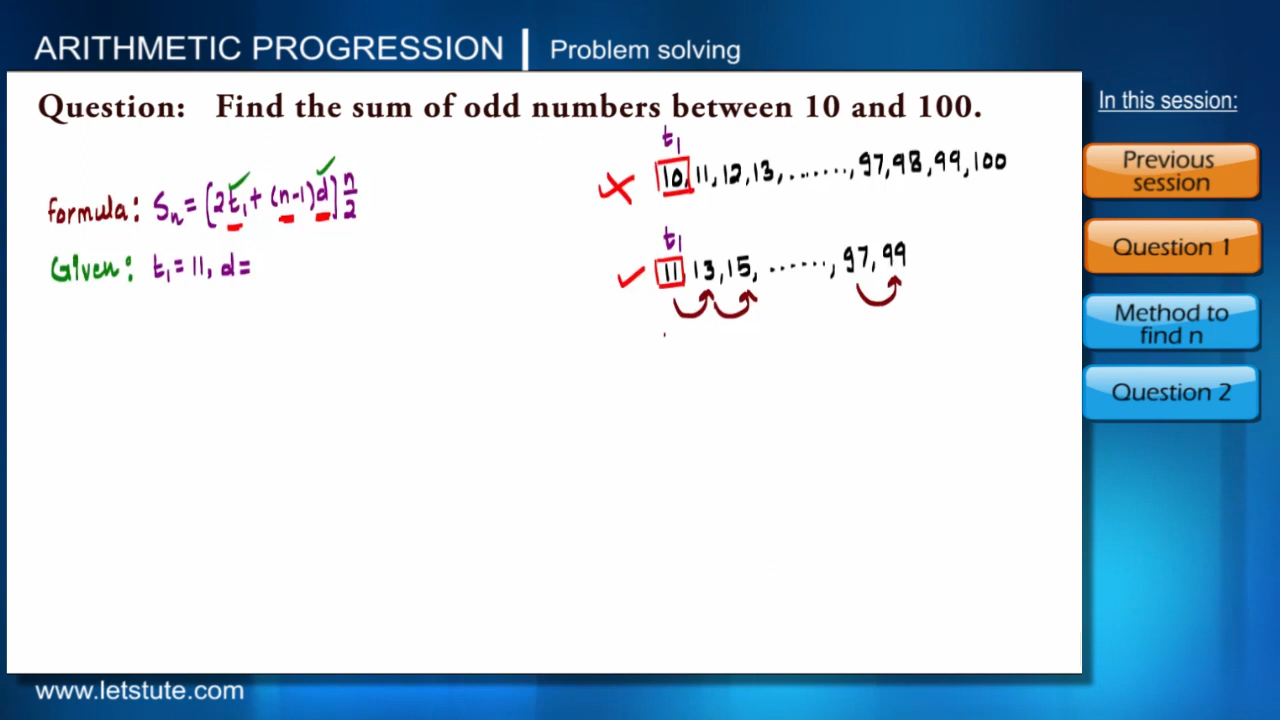 ARITHMETIC PROGRESSION | Problem solving
Question: Find the sum of odd numbers between 10 and 100.
t₁
10, 11, 12, 13, ........, 97, 98, 99, 100
formula: Sₙ = [2t₁ + (n-1)d] n/2
t₁
11 13, 15, ......, 97, 99
Given: t₁ = 11, d =
In this session:
Previous
session
Question 1
Method to
find n
Question 2
www.letstute.com